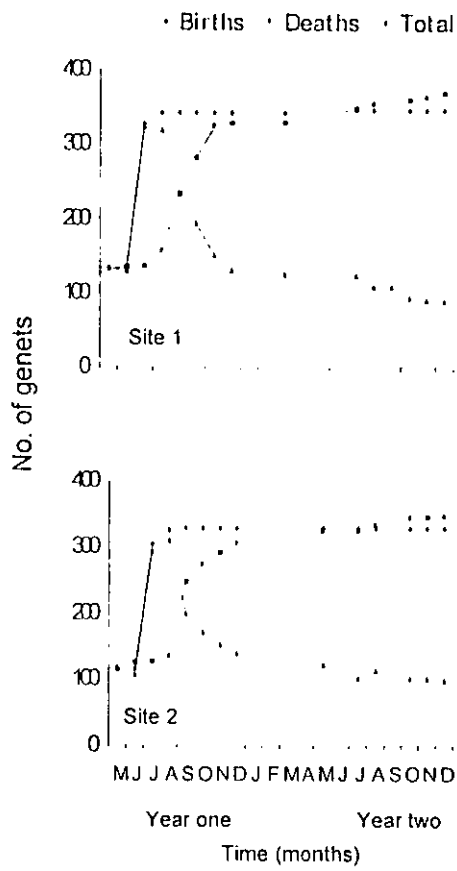 Births Deaths Total
No. of genets
400
300
200
100
0
Site 1
400
300
200
100
0
Site 2
M J J A S O N D J F M A M J J A S O N D
Year one Year two
Time (months)